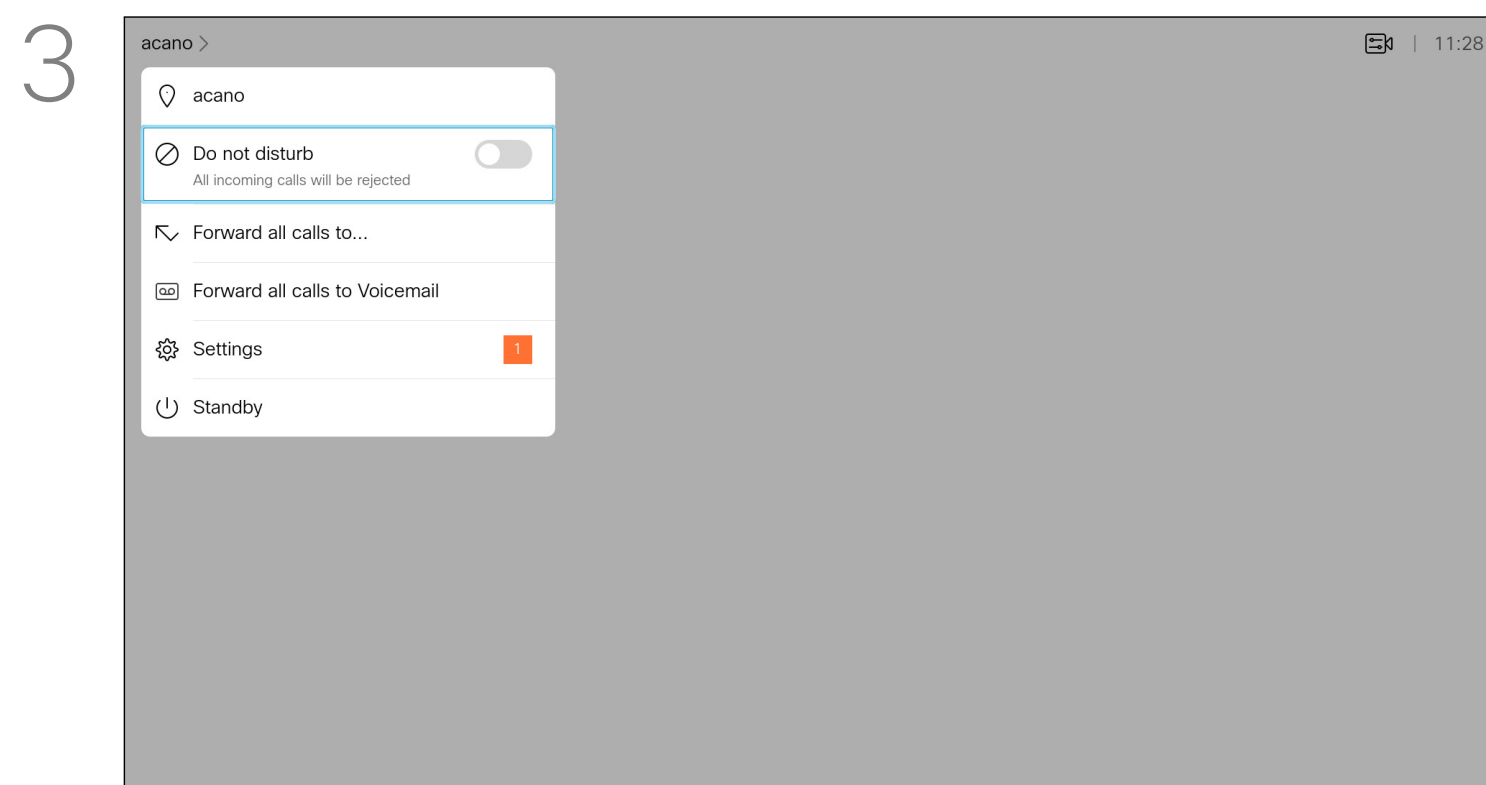 3
acano >
11:28
acano
Do not disturb
All incoming calls will be rejected
Forward all calls to...
Forward all calls to Voicemail
Settings
1
Standby